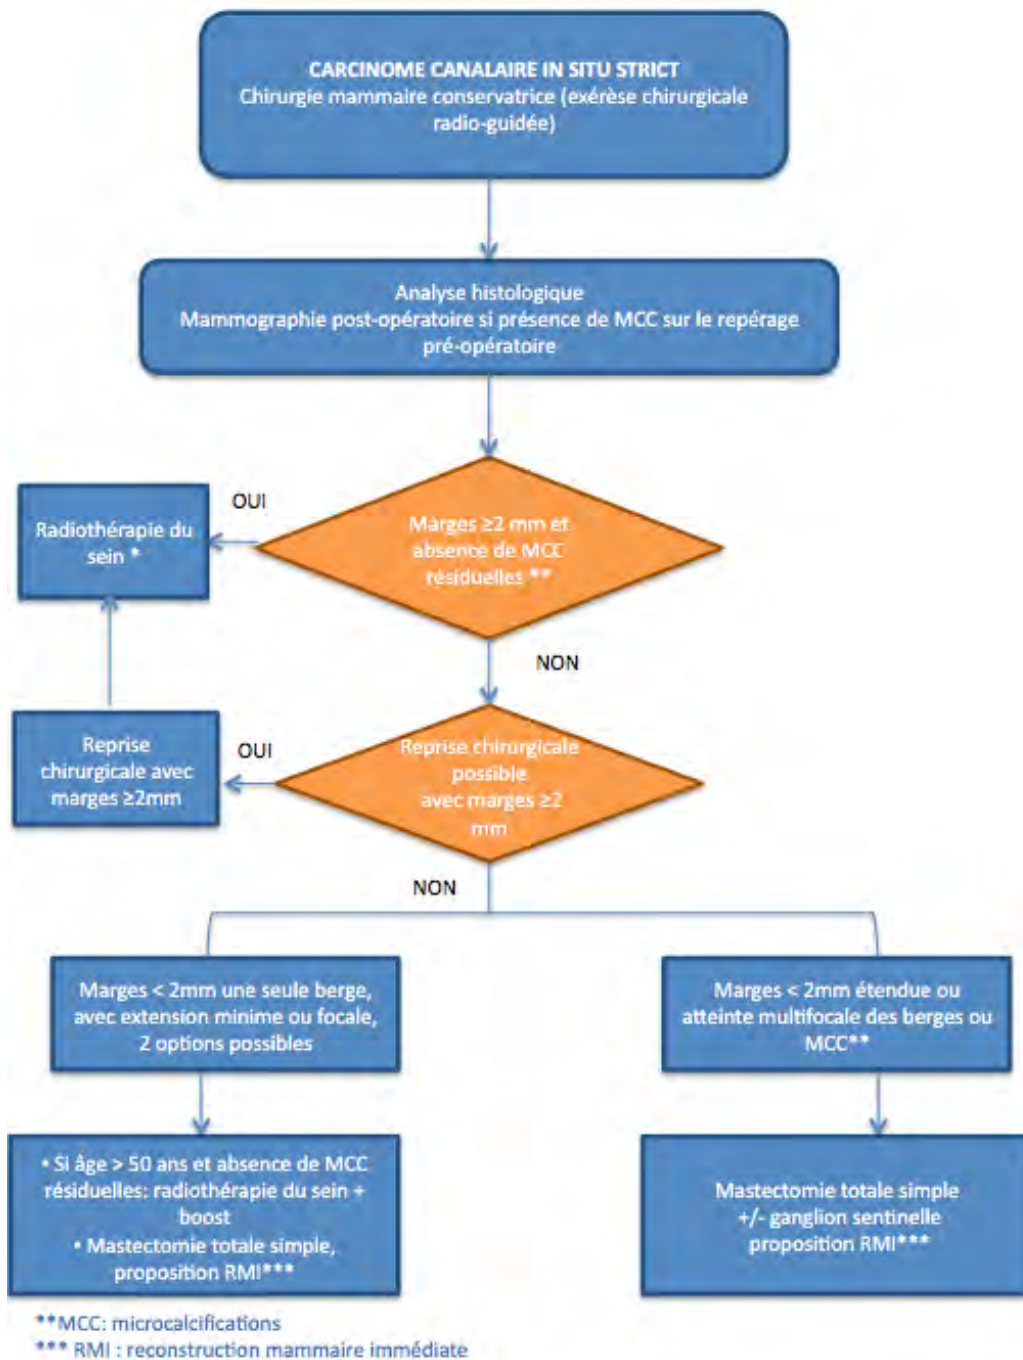 CARCINOME CANALAIRE IN SITU STRICT
Chirurgie mammaire conservatrice (exérèse chirurgicale
radio-guidée)
Analyse histologique
Mammographie post-opératoire si présence de MCC sur le repérage
pré-opératoire
Marges ≥2 mm et
absence de MCC
résiduelles **
OUI
Radiothérapie du
sein *
NON
Reprise chirurgicale
possible
avec marges ≥2
mm
OUI
Reprise
chirurgicale avec
marges ≥2mm
NON
Marges < 2mm une seule berge,
avec extension minime ou focale,
2 options possibles
Marges < 2mm étendue ou
atteinte multifocale des berges ou
MCC**
• Si âge > 50 ans et absence de MCC
résiduelles: radiothérapie du sein +
boost
• Mastectomie totale simple,
proposition RMI***
Mastectomie totale simple
+/- ganglion sentinelle
proposition RMI***
**MCC: microcalcifications
*** RMI : reconstruction mammaire immédiate